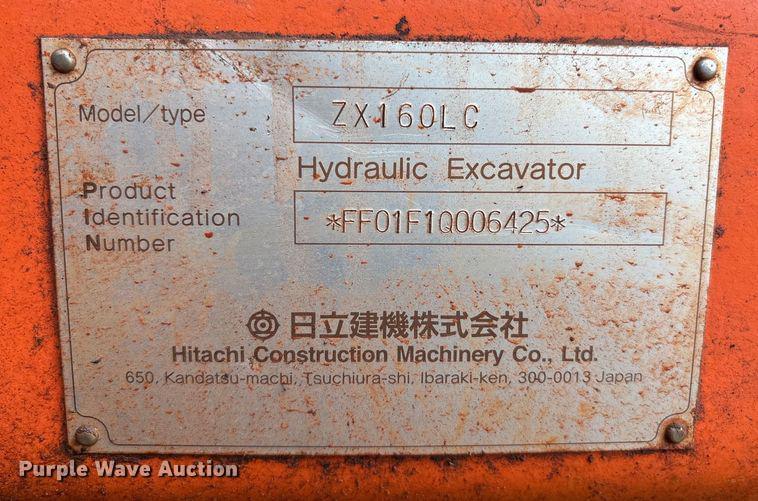 Model/type ZX160LC
Hydraulic Excavator
Product
Identification
Number
*FF01F1Q006425*
日立建機株式会社
Hitachi Construction Machinery Co., Ltd.
650, Kandatsu-machi, Tsuchiura-shi, Ibaraki-ken, 300-0013 Japan
Purple Wave Auction